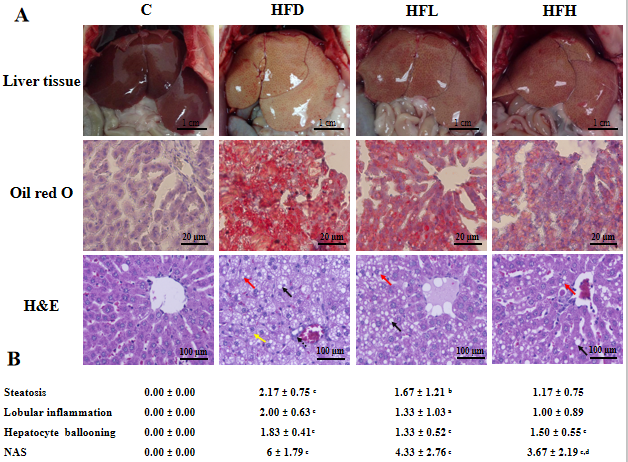 A
C HFD HFL HFH
Liver tissue
1 cm 1 cm 1 cm 1 cm
Oil red O
20 μm 20 μm 20 μm 20 μm
H&E
100 μm 100 μm 100 μm 100 μm
B
Steatosis 0.00 ± 0.00 2.17 ± 0.75 c 1.67 ± 1.21 b 1.17 ± 0.75
Lobular inflammation 0.00 ± 0.00 2.00 ± 0.63 c 1.33 ± 1.03 a 1.00 ± 0.89
Hepatocyte ballooning 0.00 ± 0.00 1.83 ± 0.41 c 1.33 ± 0.52 c 1.50 ± 0.55 c
NAS 0.00 ± 0.00 6 ± 1.79 c 4.33 ± 2.76 c 3.67 ± 2.19 c,d